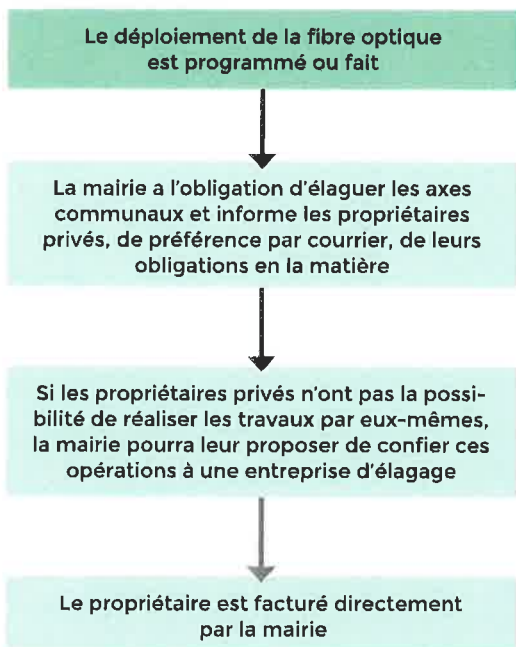 Le déploiement de la fibre optique
est programmé ou fait
La mairie a l'obligation d'élaguer les axes
communaux et informe les propriétaires
privés, de préférence par courrier, de leurs
obligations en la matière
Si les propriétaires privés n'ont pas la possi-
bilité de réaliser les travaux par eux-mêmes,
la mairie pourra leur proposer de confier ces
opérations à une entreprise d'élagage
Le propriétaire est facturé directement
par la mairie